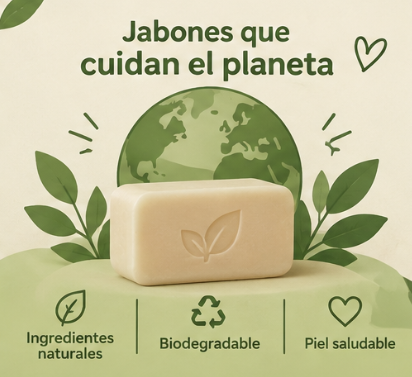 Jabones que
cuidan el planeta
Ingredientes
naturales
Biodegradable
Piel saludable